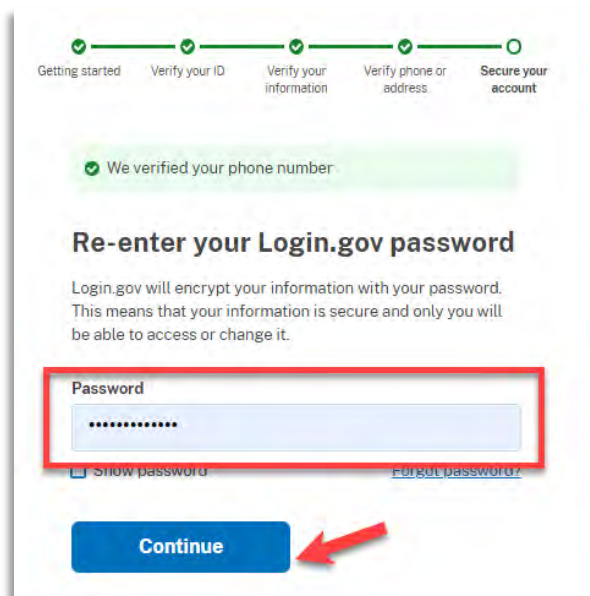 Getting started Verify your ID Verify your information Verify phone or address Secure your account
We verified your phone number
Re-enter your Login.gov password
Login.gov will encrypt your information with your password.
This means that your information is secure and only you will
be able to access or change it.
Password
•••••••••••••
Show password Forgot password?
Continue